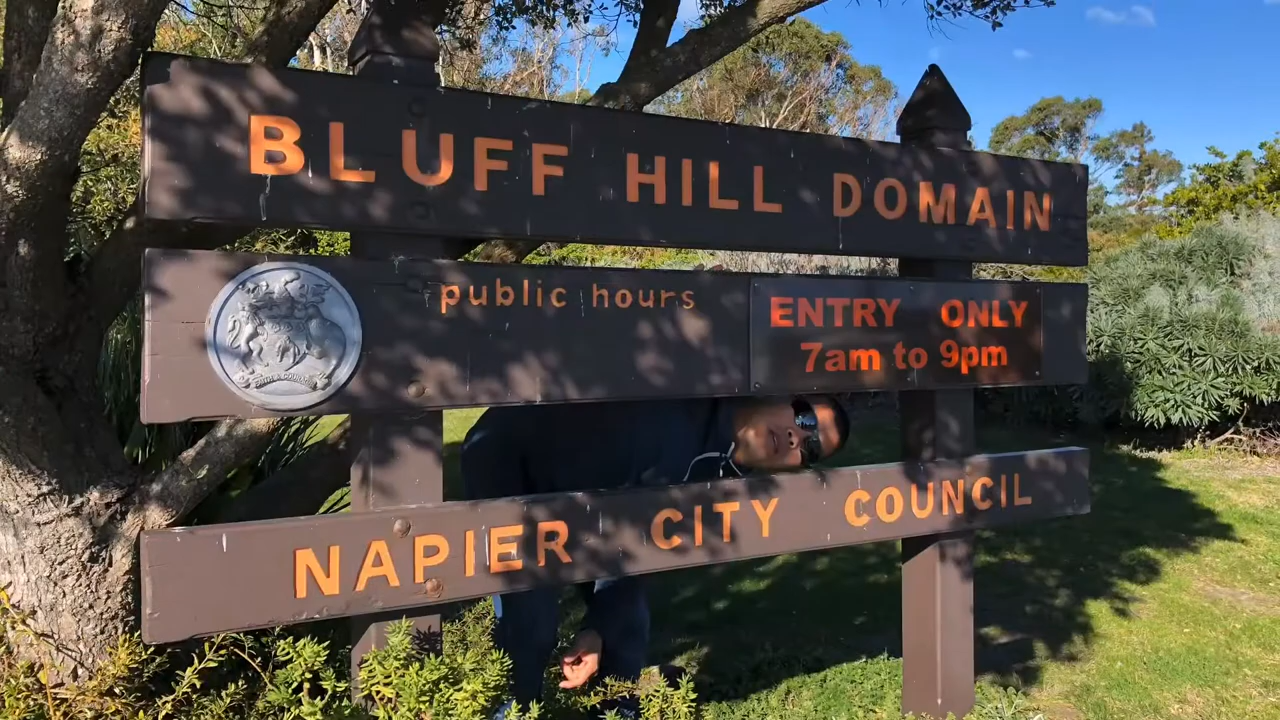 BLUFF HILL DOMAIN
public hours
ENTRY ONLY
7am to 9pm
NAPIER CITY COUNCIL